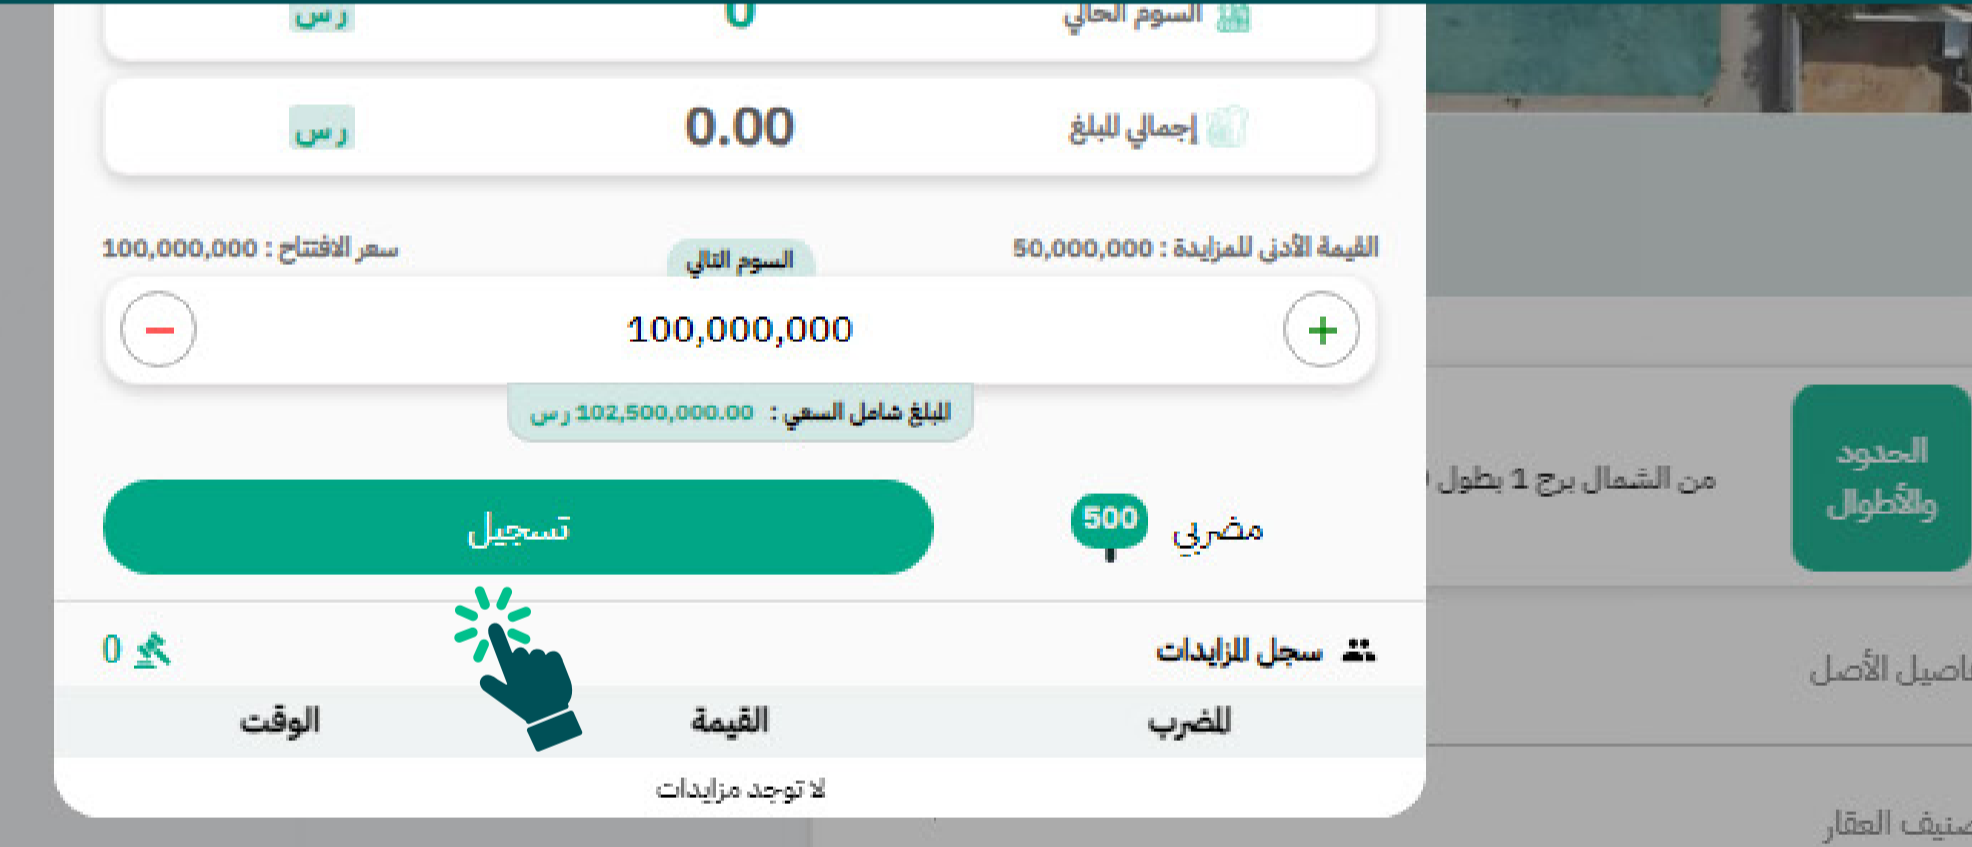 السوم الحالي 0 ر س
إجمالي المبلغ 0.00 ر س
القيمة الأدنى للمزايدة : 50,000,000
السوم التالي
سعر الافتتاح : 100,000,000
+ 100,000,000 −
المبلغ شامل السعي : 102,500,000.00 ر س
مضربي 500
تسجيل
سجل المزايدات 0
المضرب القيمة الوقت
لا توجد مزايدات
الحدود
والأطوال
من الشمال برج 1 بطول
الأصل
العقار